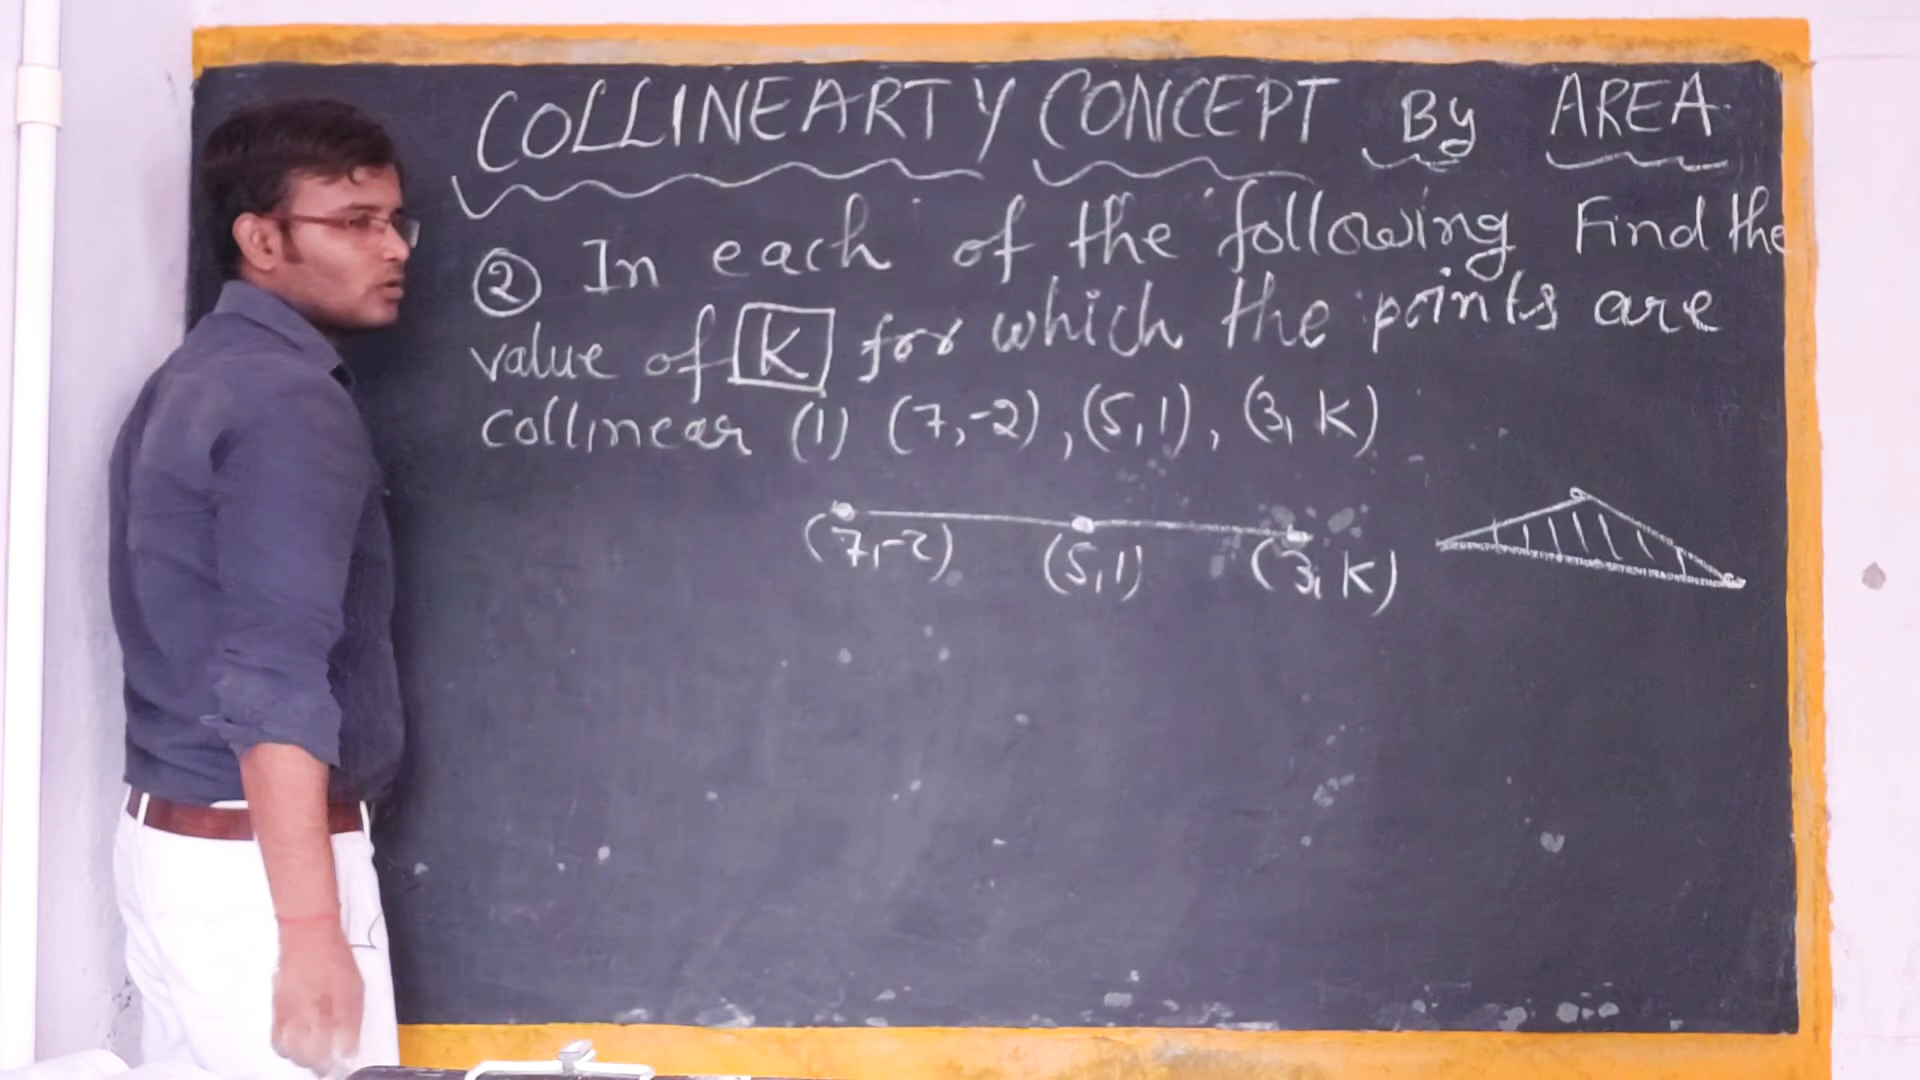 COLLINEARTY CONCEPT By AREA
② In each of the following Find the
value of K for which the points are
collinear (1) (7,-2), (5,1), (3, K)
(7,-2) (5,1) (3, K)